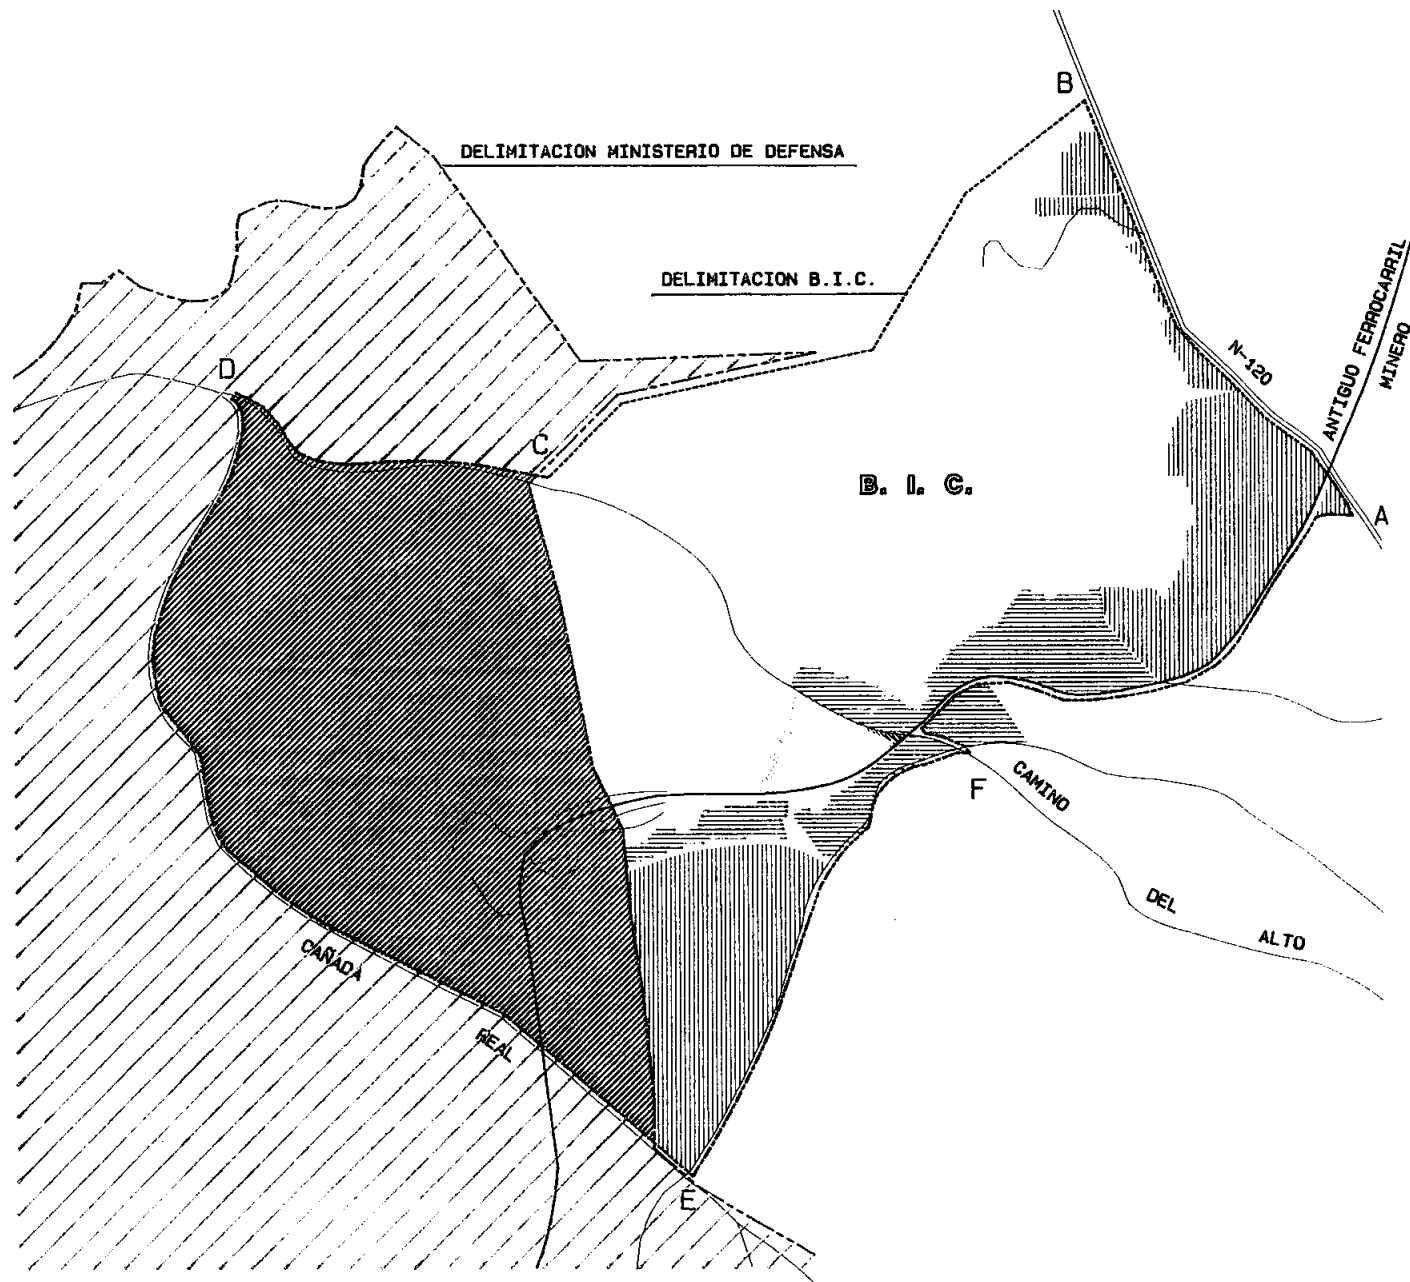 B
DELIMITACION MINISTERIO DE DEFENSA
DELIMITACION B.I.C.
ANTIGUO FERROCARRIL
MINERO
N-120
D
C
B. I. C.
A
F
CAMINO
DEL
ALTO
CAÑADA
REAL
E